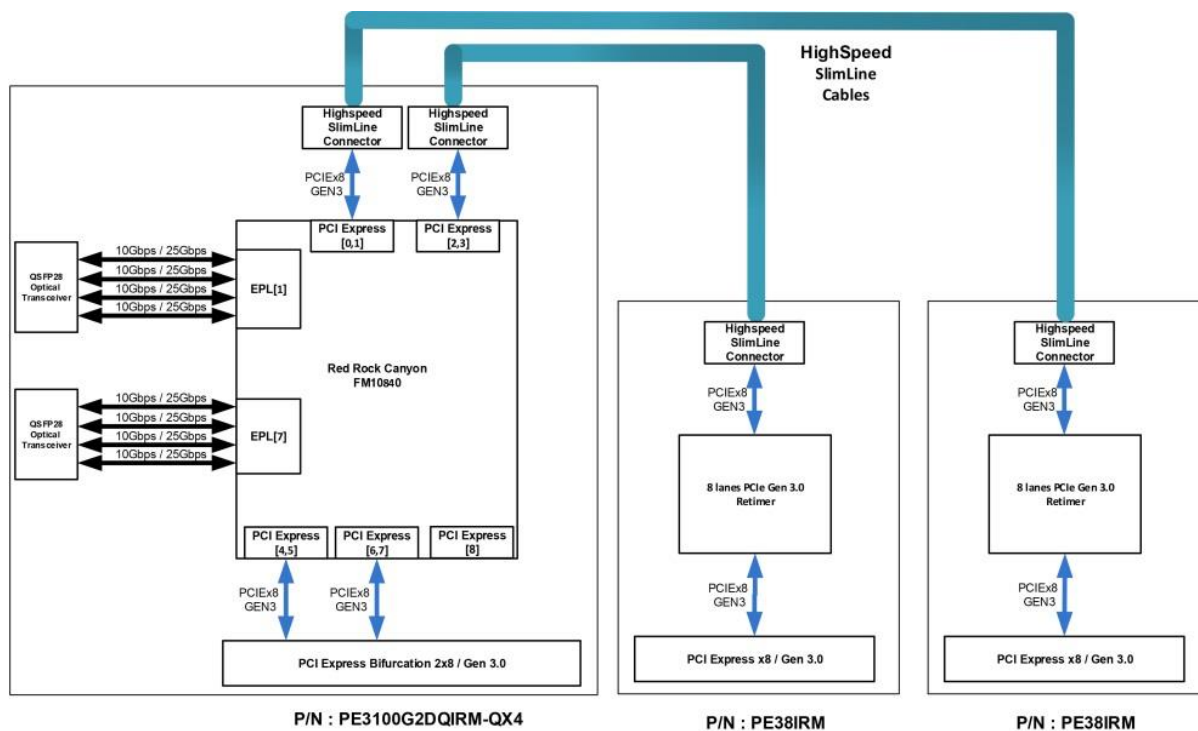 HighSpeed
SlimLine
Cables
Highspeed
SlimLine
Connector
Highspeed
SlimLine
Connector
PCIEx8
GEN3
PCIEx8
GEN3
PCI Express
[0,1]
PCI Express
[2,3]
QSFP28
Optical
Transceiver
10Gbps / 25Gbps
10Gbps / 25Gbps
10Gbps / 25Gbps
10Gbps / 25Gbps
EPL[1]
Red Rock Canyon
FM10840
QSFP28
Optical
Transceiver
10Gbps / 25Gbps
10Gbps / 25Gbps
10Gbps / 25Gbps
10Gbps / 25Gbps
EPL[7]
PCI Express
[4,5]
PCI Express
[6,7]
PCI Express
[8]
PCIEx8
GEN3
PCIEx8
GEN3
PCI Express Bifurcation 2x8 / Gen 3.0
P/N : PE3100G2DQIRM-QX4
Highspeed
SlimLine
Connector
PCIEx8
GEN3
8 lanes PCIe Gen 3.0
Retimer
PCIEx8
GEN3
PCI Express x8 / Gen 3.0
P/N : PE38IRM
Highspeed
SlimLine
Connector
PCIEx8
GEN3
8 lanes PCIe Gen 3.0
Retimer
PCIEx8
GEN3
PCI Express x8 / Gen 3.0
P/N : PE38IRM